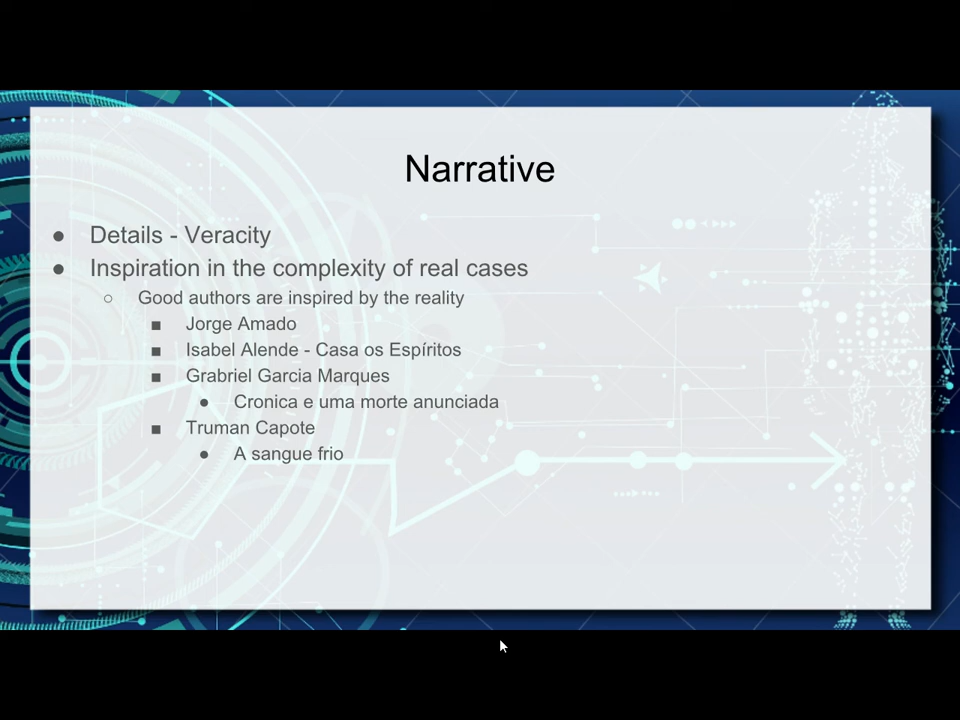 Narrative
● Details - Veracity
● Inspiration in the complexity of real cases
○ Good authors are inspired by the reality
■ Jorge Amado
■ Isabel Alende - Casa os Espíritos
■ Grabriel Garcia Marques
● Cronica e uma morte anunciada
■ Truman Capote
● A sangue frio